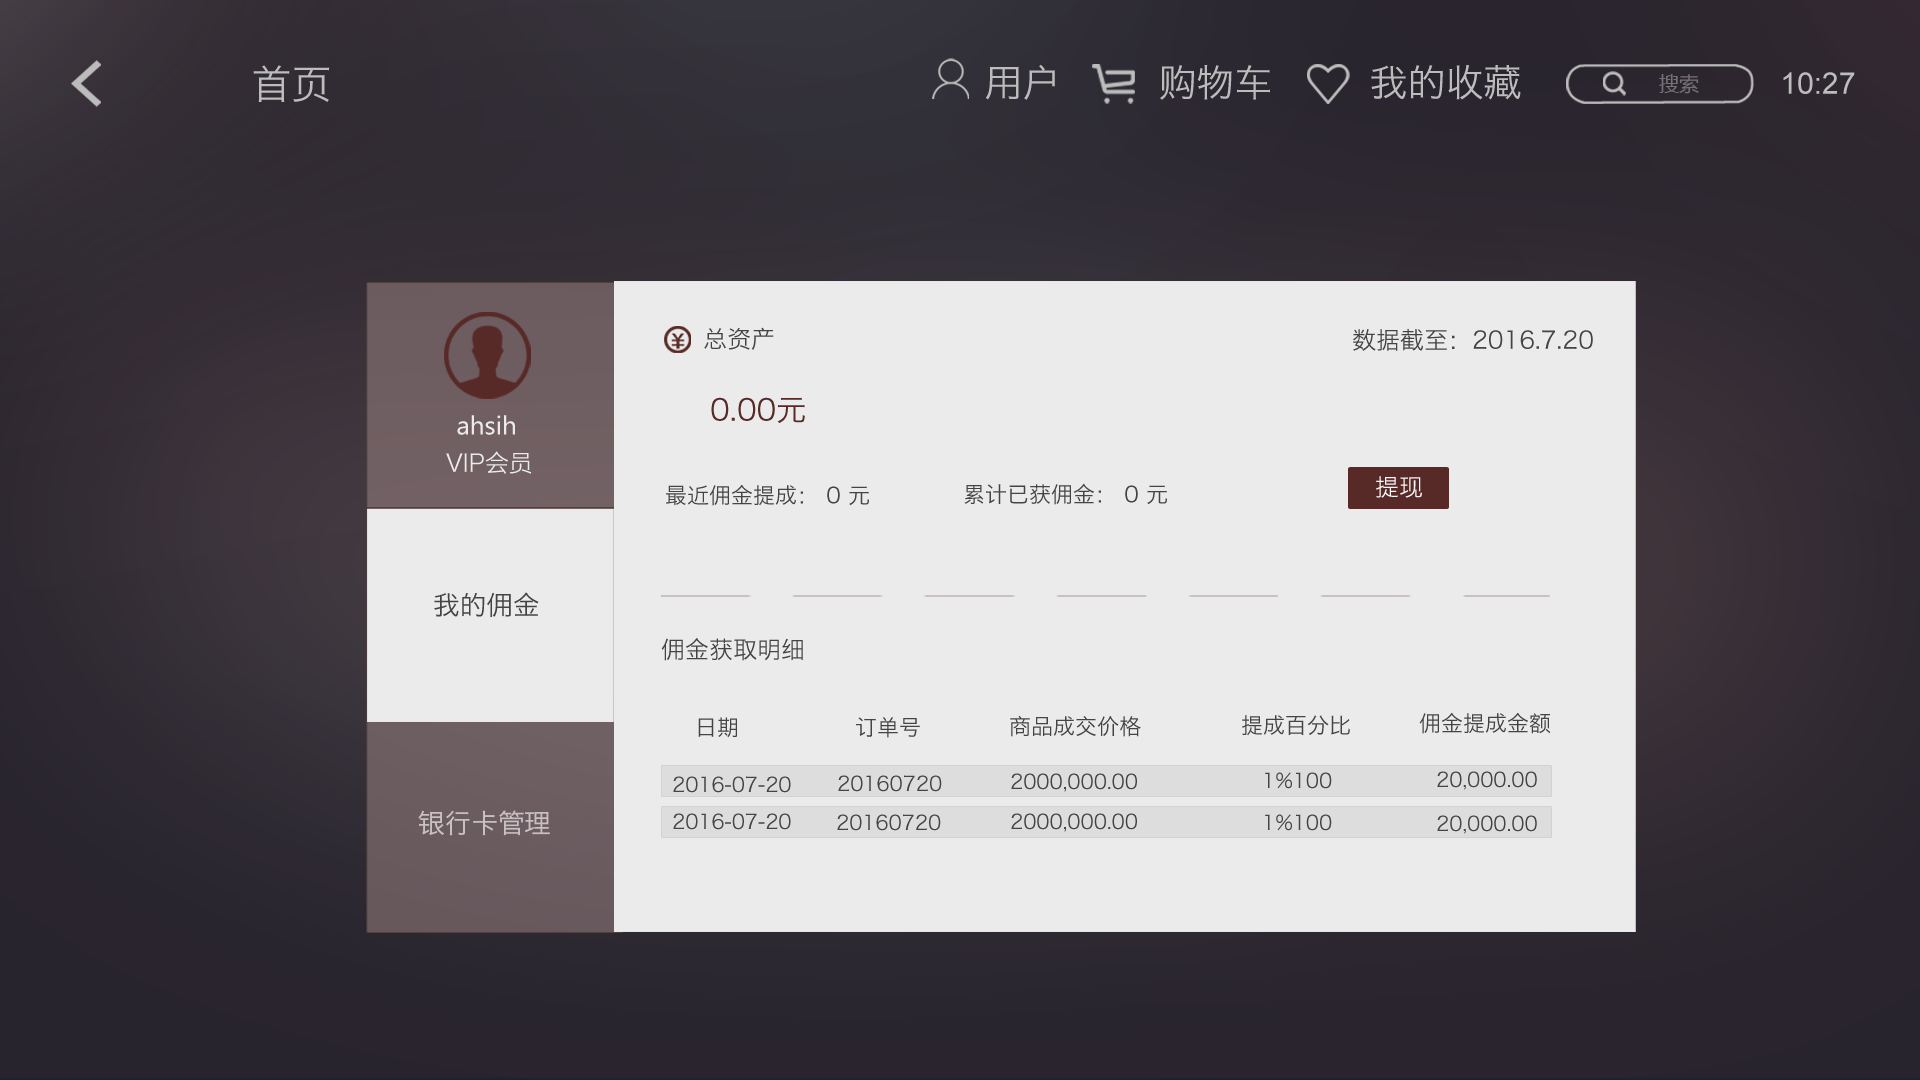 首页 用户 购物车 我的收藏 搜索 10:27
ahsih
VIP会员
我的佣金
银行卡管理
总资产 数据截至：2016.7.20
0.00元
最近佣金提成： 0 元 累计已获佣金： 0 元 提现
佣金获取明细
日期 订单号 商品成交价格 提成百分比 佣金提成金额
2016-07-20 20160720 2000,000.00 1%100 20,000.00
2016-07-20 20160720 2000,000.00 1%100 20,000.00